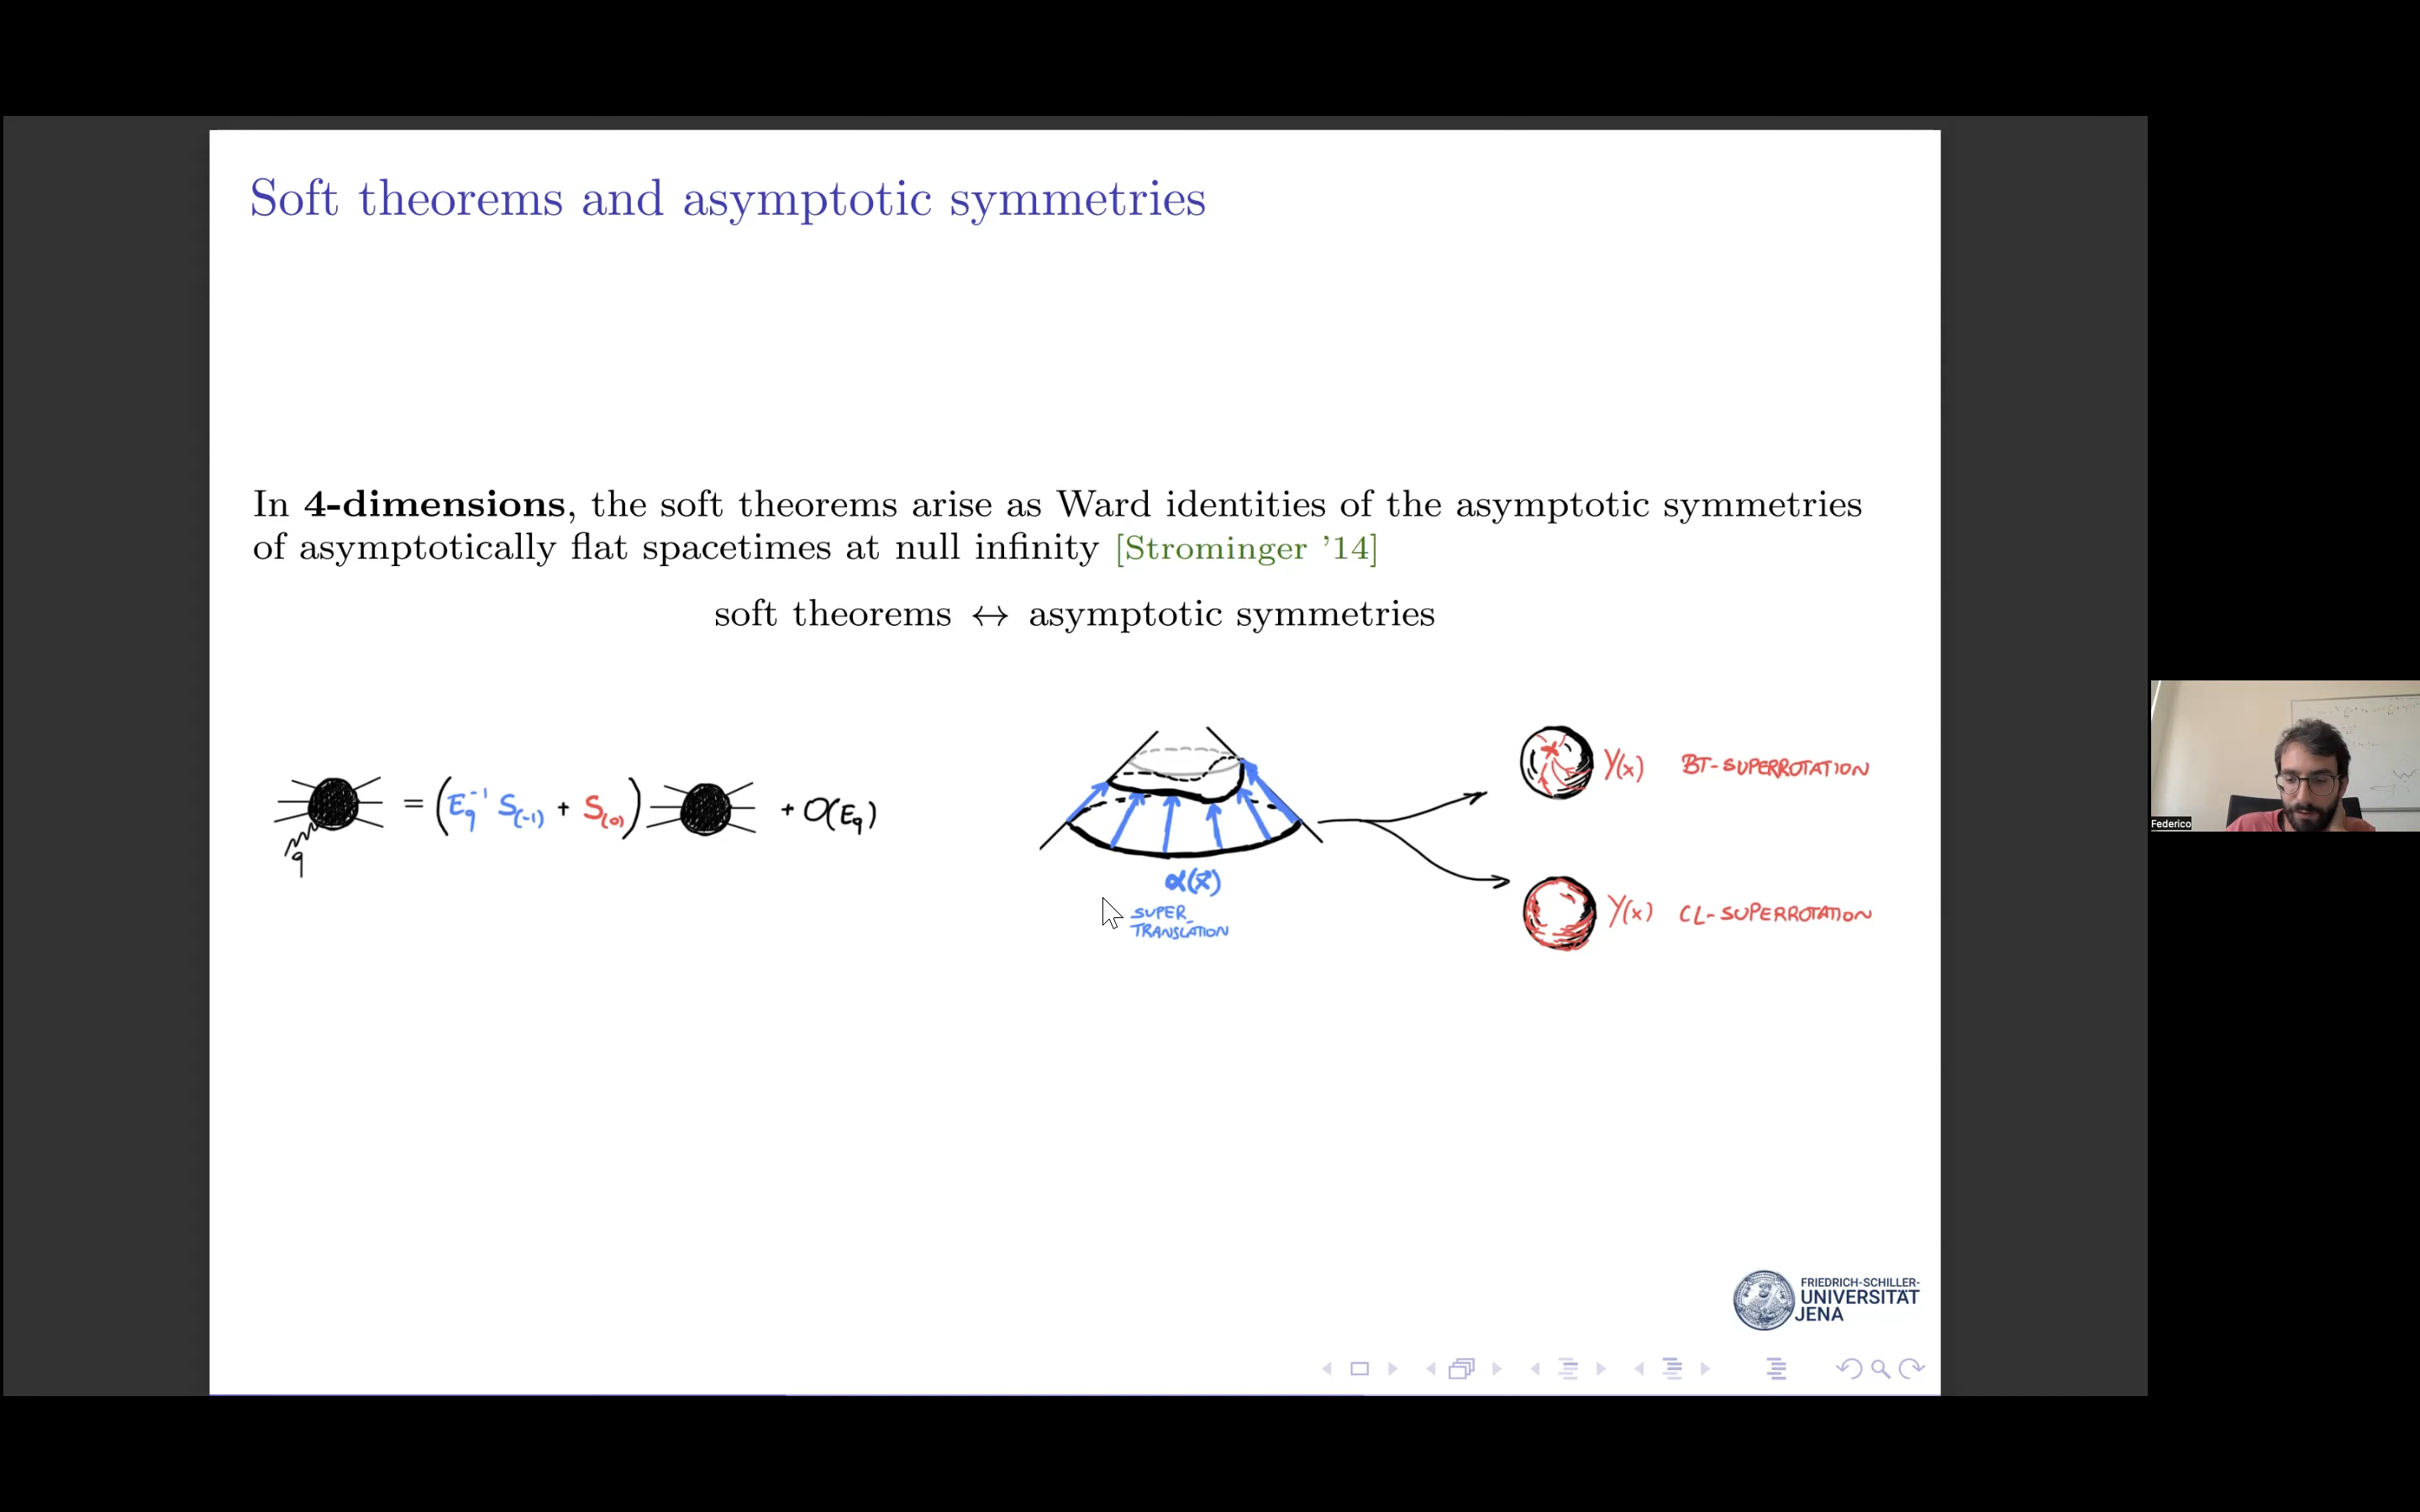 Soft theorems and asymptotic symmetries
In 4-dimensions, the soft theorems arise as Ward identities of the asymptotic symmetries
of asymptotically flat spacetimes at null infinity [Strominger ’14]
soft theorems ↔ asymptotic symmetries
q = (E_q^{-1} S_{(-1)} + S_{(0)}) + O(E_q)
α(x⃗)
SUPER-
TRANSLATION
Y(x) BT-SUPERROTATION
Y(x) CL-SUPERROTATION
Federico
FRIEDRICH-SCHILLER-
UNIVERSITÄT
JENA